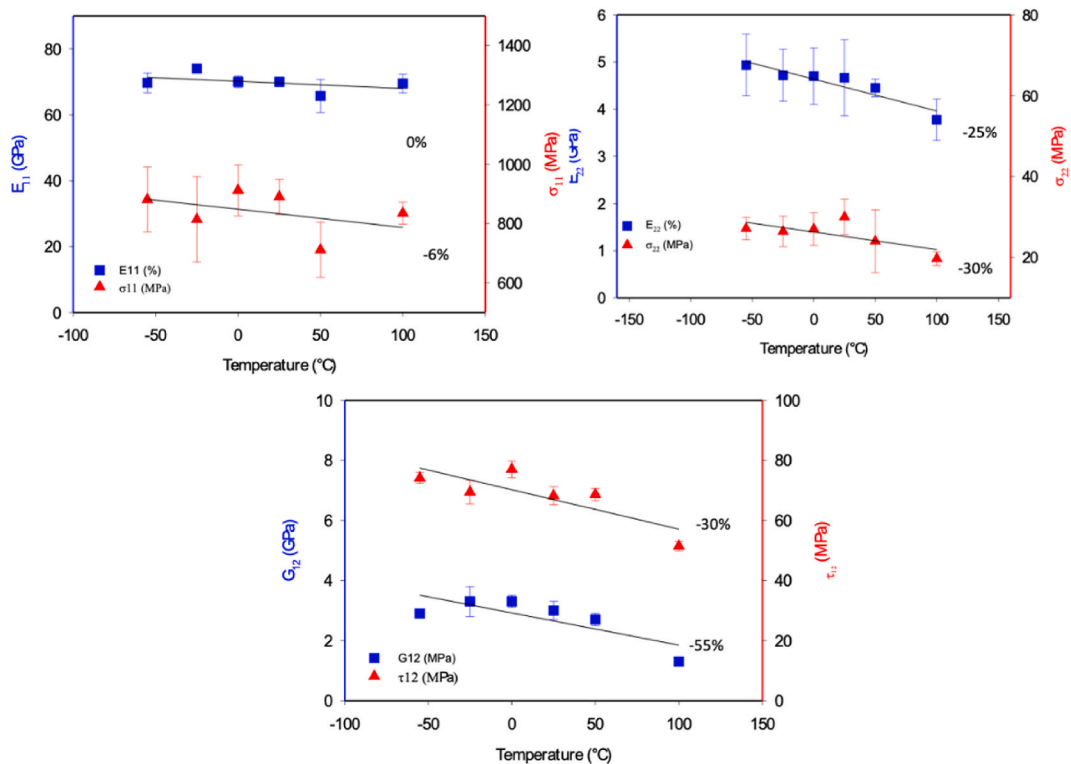 80
60
40
20
0
E11 (GPa)
1400
1200
1000
800
600
σ11 (MPa)
0%
-6%
E11 (%)
σ11 (MPa)
-100 -50 0 50 100 150
Temperature (°C)
6
5
4
3
2
1
0
E22 (GPa)
80
60
40
20
σ22 (MPa)
-25%
-30%
E22 (%)
σ22 (MPa)
-150 -100 -50 0 50 100 150
Temperature (°C)
10
8
6
4
2
0
G12 (GPa)
100
80
60
40
20
0
τ12 (MPa)
-30%
-55%
G12 (MPa)
τ12 (MPa)
-100 -50 0 50 100 150
Temperature (°C)